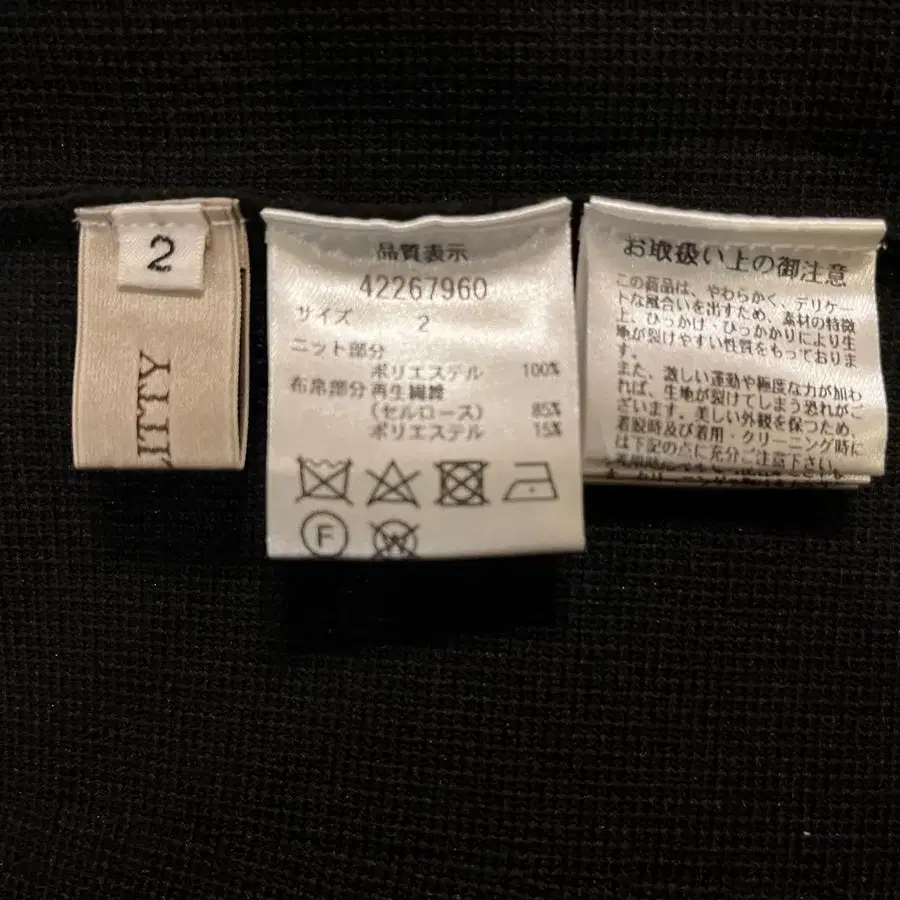 2
LITTY
品質表示
42267960
サイズ 2
ニット部分
ポリエステル 100%
布帛部分 再生繊維
(セルロース) 85%
ポリエステル 15%
F
W
お取扱い上の御注意
この商品は、やわらかく、デリケー
トな風合いを出すため、素材の特徴
上、ひっかけ・ひっかかりにより生
地が裂けやすい性質をもっておりま
す。
また、激しい運動や極度な力が加わ
れば、生地が裂けてしまう恐れがご
ざいます。美しい外観を保つため、
着脱時及び着用・クリーニング時に
は下記の点に充分ご注意下さい。